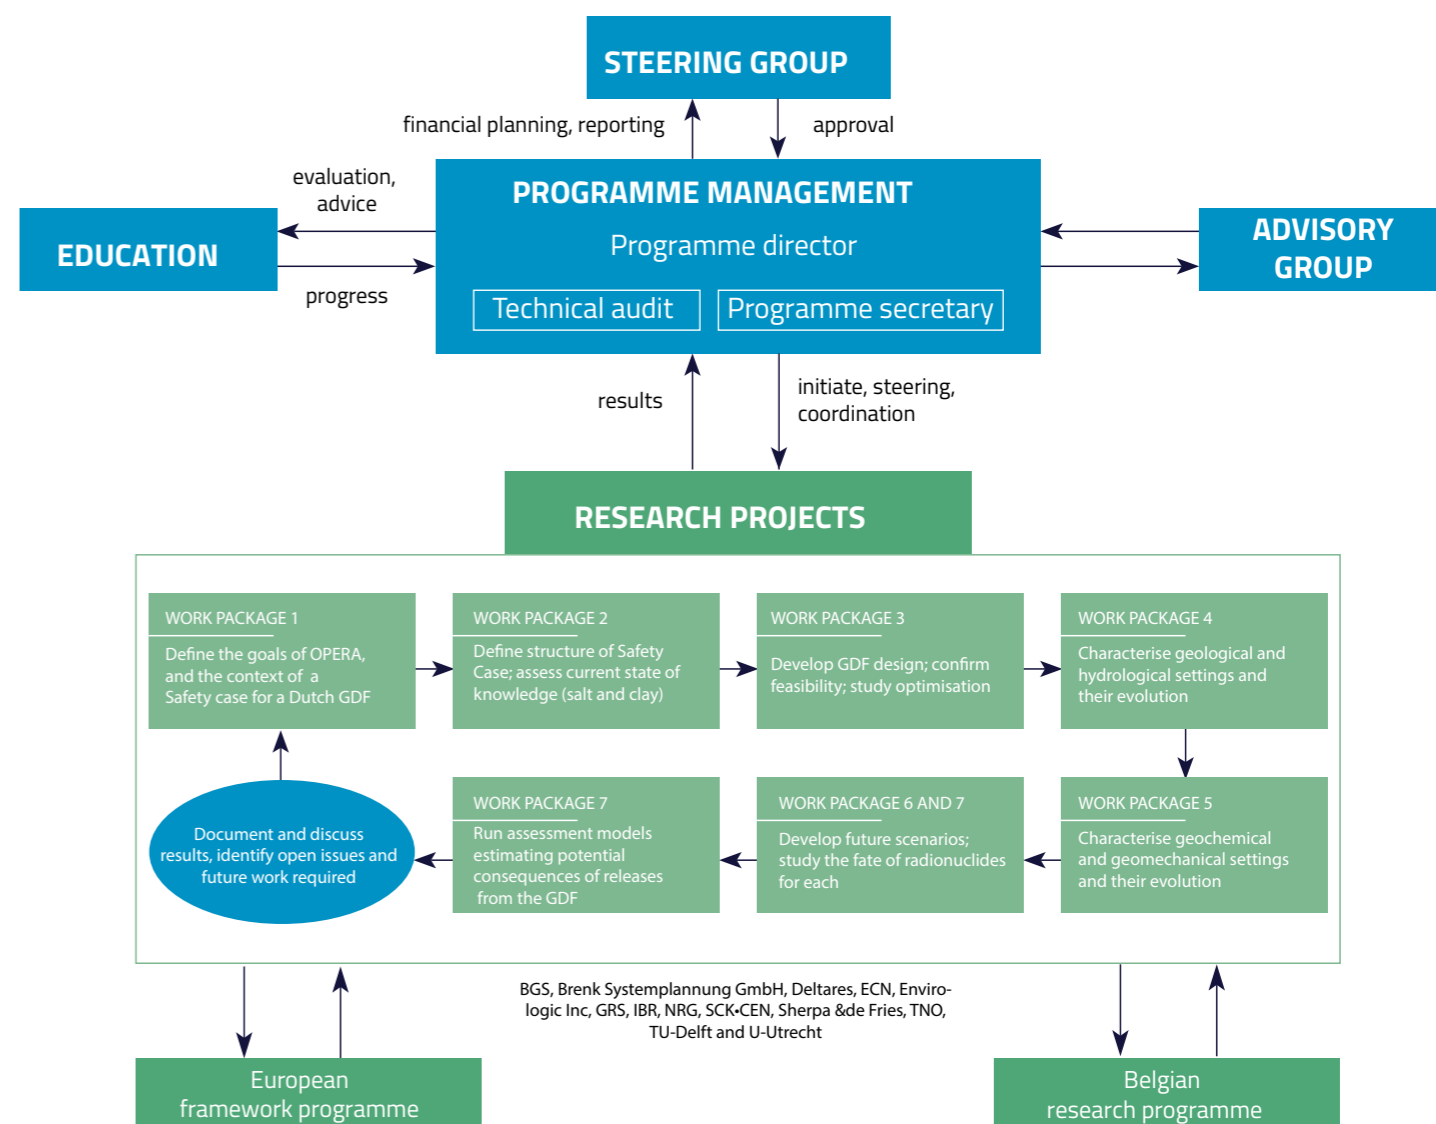 STEERING GROUP
financial planning, reporting
approval
evaluation,
advice
PROGRAMME MANAGEMENT
Programme director
Technical audit
Programme secretary
EDUCATION
progress
ADVISORY
GROUP
results
initiate, steering,
coordination
RESEARCH PROJECTS
WORK PACKAGE 1
Define the goals of OPERA,
and the context of a
Safety case for a Dutch GDF
WORK PACKAGE 2
Define structure of Safety
Case; assess current state of
knowledge (salt and clay)
WORK PACKAGE 3
Develop GDF design; confirm
feasibility; study optimisation
WORK PACKAGE 4
Characterise geological and
hydrological settings and
their evolution
Document and discuss
results, identify open issues and
future work required
WORK PACKAGE 7
Run assessment models
estimating potential
consequences of releases
from the GDF
WORK PACKAGE 6 AND 7
Develop future scenarios;
study the fate of radionuclides
for each
WORK PACKAGE 5
Characterise geochemical
and geomechanical settings
and their evolution
BGS, Brenk Systemplannung GmbH, Deltares, ECN, Enviro-
logic Inc, GRS, IBR, NRG, SCK•CEN, Sherpa &de Fries, TNO,
TU-Delft and U-Utrecht
European
framework programme
Belgian
research programme